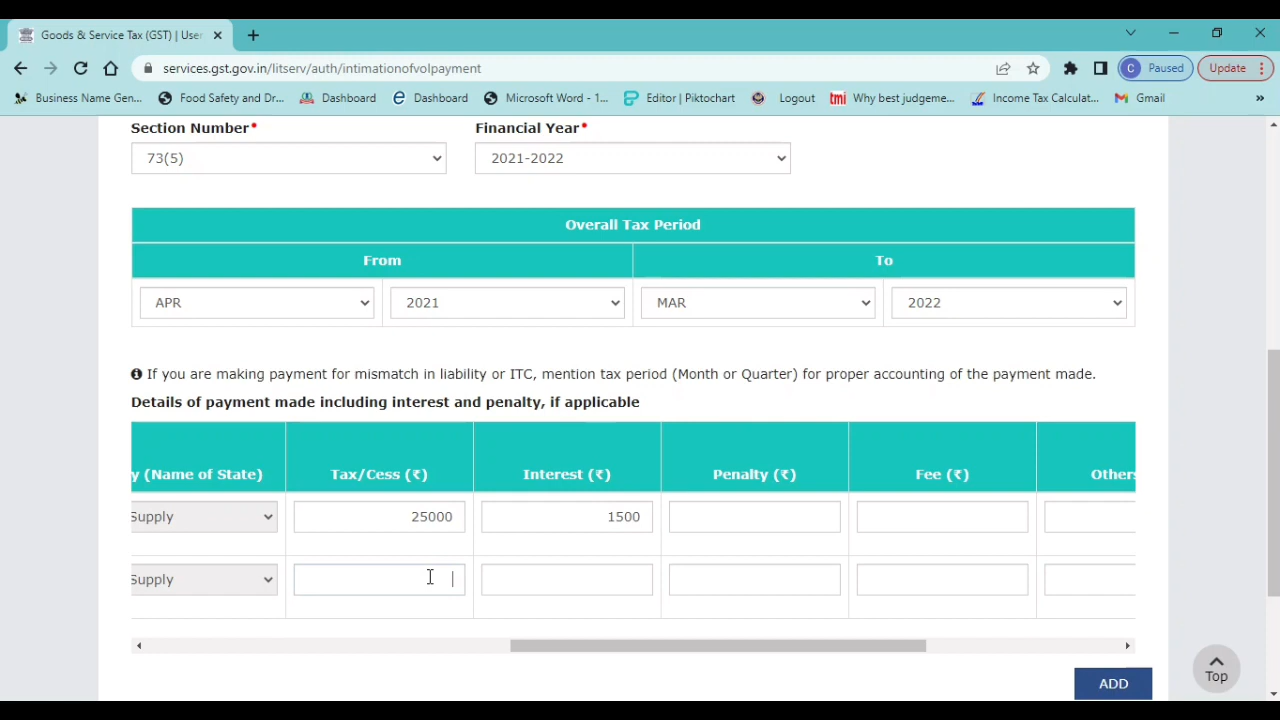 Goods & Service Tax (GST) | User
services.gst.gov.in/litserv/auth/intimationofvolpayment
C Paused
Update
Business Name Gen...
Food Safety and Dr...
Dashboard
Dashboard
Microsoft Word - 1...
Editor | Piktochart
Logout
tmi Why best judgeme...
Income Tax Calculat...
Gmail
»
Section Number*
Financial Year*
73(5)
2021-2022
Overall Tax Period
From
To
APR
2021
MAR
2022
If you are making payment for mismatch in liability or ITC, mention tax period (Month or Quarter) for proper accounting of the payment made.
Details of payment made including interest and penalty, if applicable
y (Name of State)
Tax/Cess (₹)
Interest (₹)
Penalty (₹)
Fee (₹)
Others
Supply
25000
1500
Supply
ADD
Top